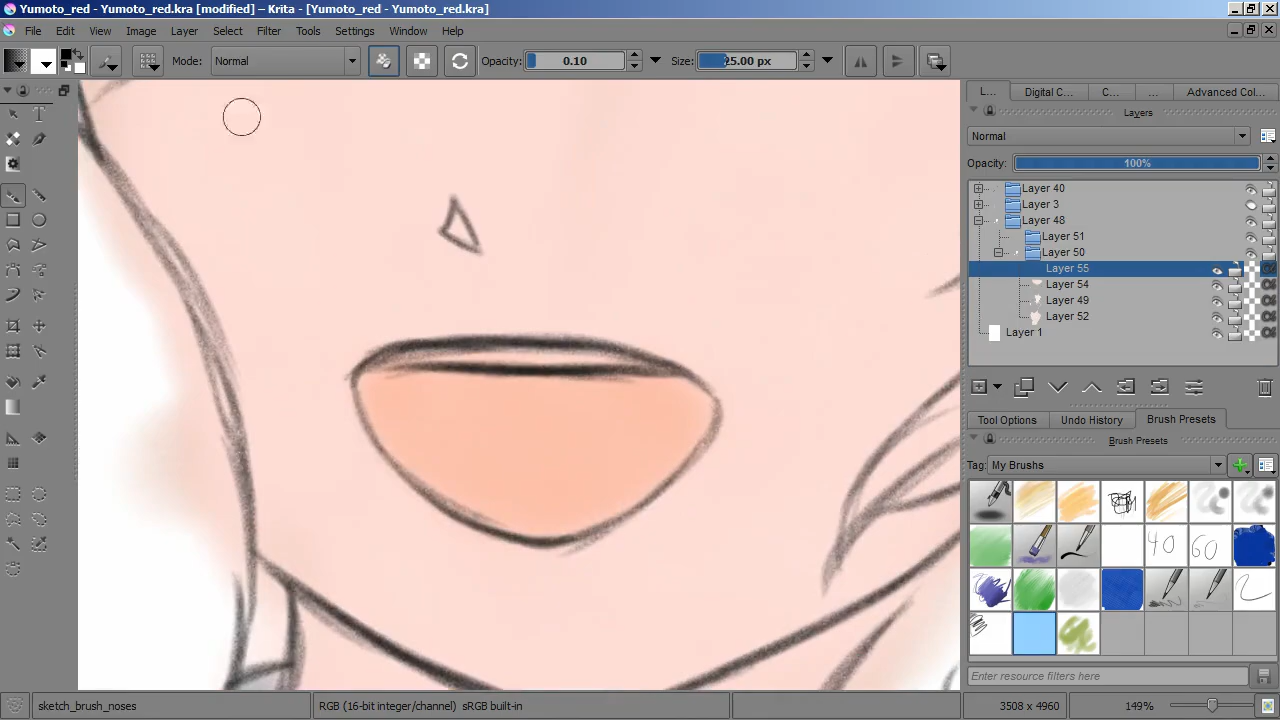 Yumoto_red - Yumoto_red.kra [modified] – Krita - [Yumoto_red - Yumoto_red.kra]
File Edit View Image Layer Select Filter Tools Settings Window Help
Mode: Normal Opacity: 0.10 Size: 25.00 px
L... Digital C... C... ... Advanced Col...
Layers
Normal
Opacity: 100%
Layer 40
Layer 3
Layer 48
Layer 51
Layer 50
Layer 55
Layer 54
Layer 49
Layer 52
Layer 1
Tool Options Undo History Brush Presets
Brush Presets
Tag: My Brushes
40 60
Enter resource filters here
sketch_brush_noses RGB (16-bit integer/channel) sRGB built-in 3508 x 4960 149%